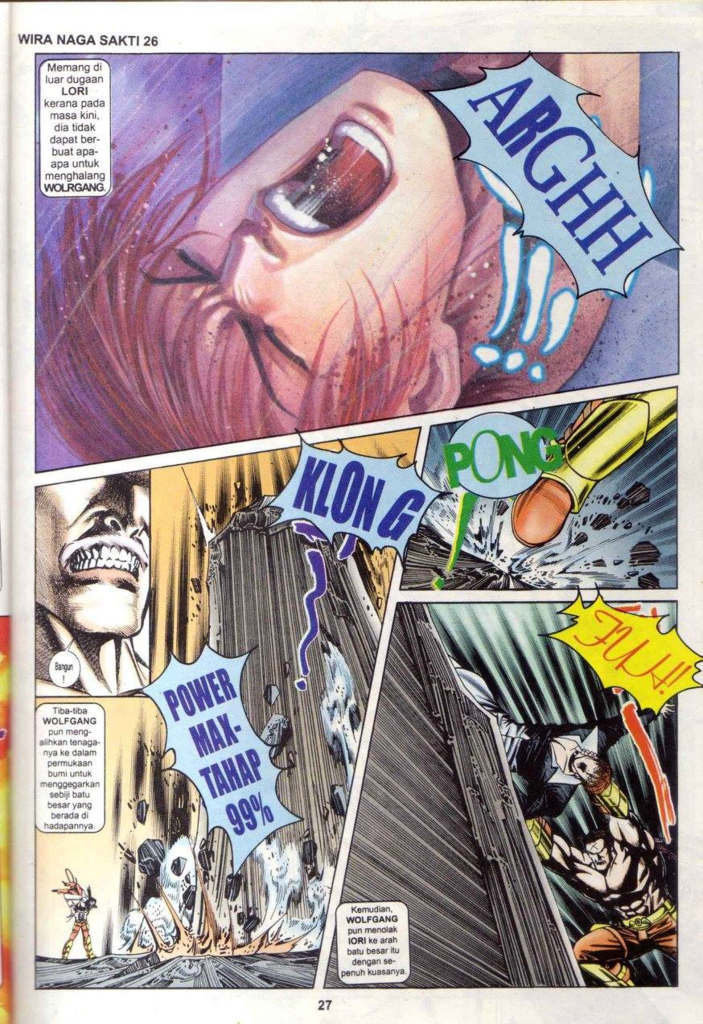 WIRA NAGA SAKTI 26
Memang di
luar dugaan
LORI
kerana pada
masa kini,
dia tidak
dapat ber-
buat apa-
apa untuk
menghalang
WOLRGANG.
ARGHH
!!!
PONG
KLONG
Bangun
!
POWER
MAX-
TAHAP
99%
Tiba-tiba
WOLFGANG
pun meng-
alihkan tenaga-
nya ke dalam
permukaan
bumi untuk
menggegarkan
sebiji batu
besar yang
berada di
hadapannya.
Kemudian,
WOLFGANG
pun menolak
IORI ke arah
batu besar itu
dengan se-
penuh kuasanya.
27